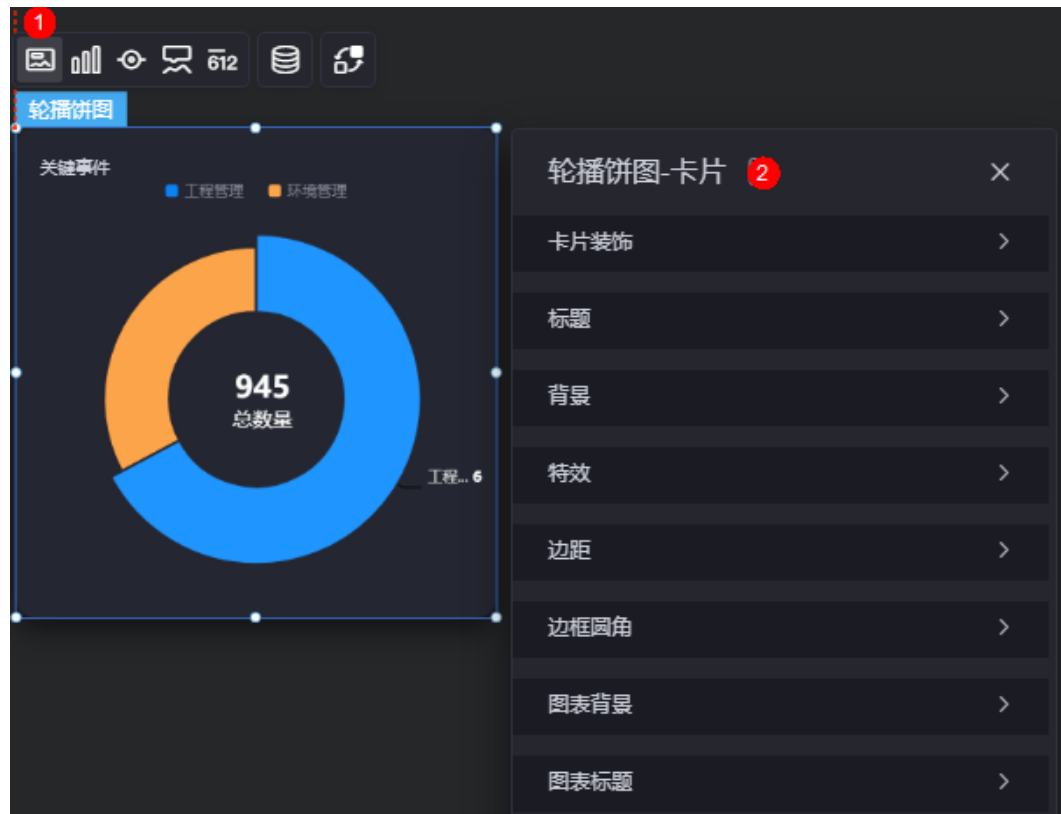 1
612
轮播饼图
关键事件
工程管理 环境管理
945
总数量
工程... 6
轮播饼图-卡片 2
卡片装饰
标题
背景
特效
边距
边框圆角
图表背景
图表标题